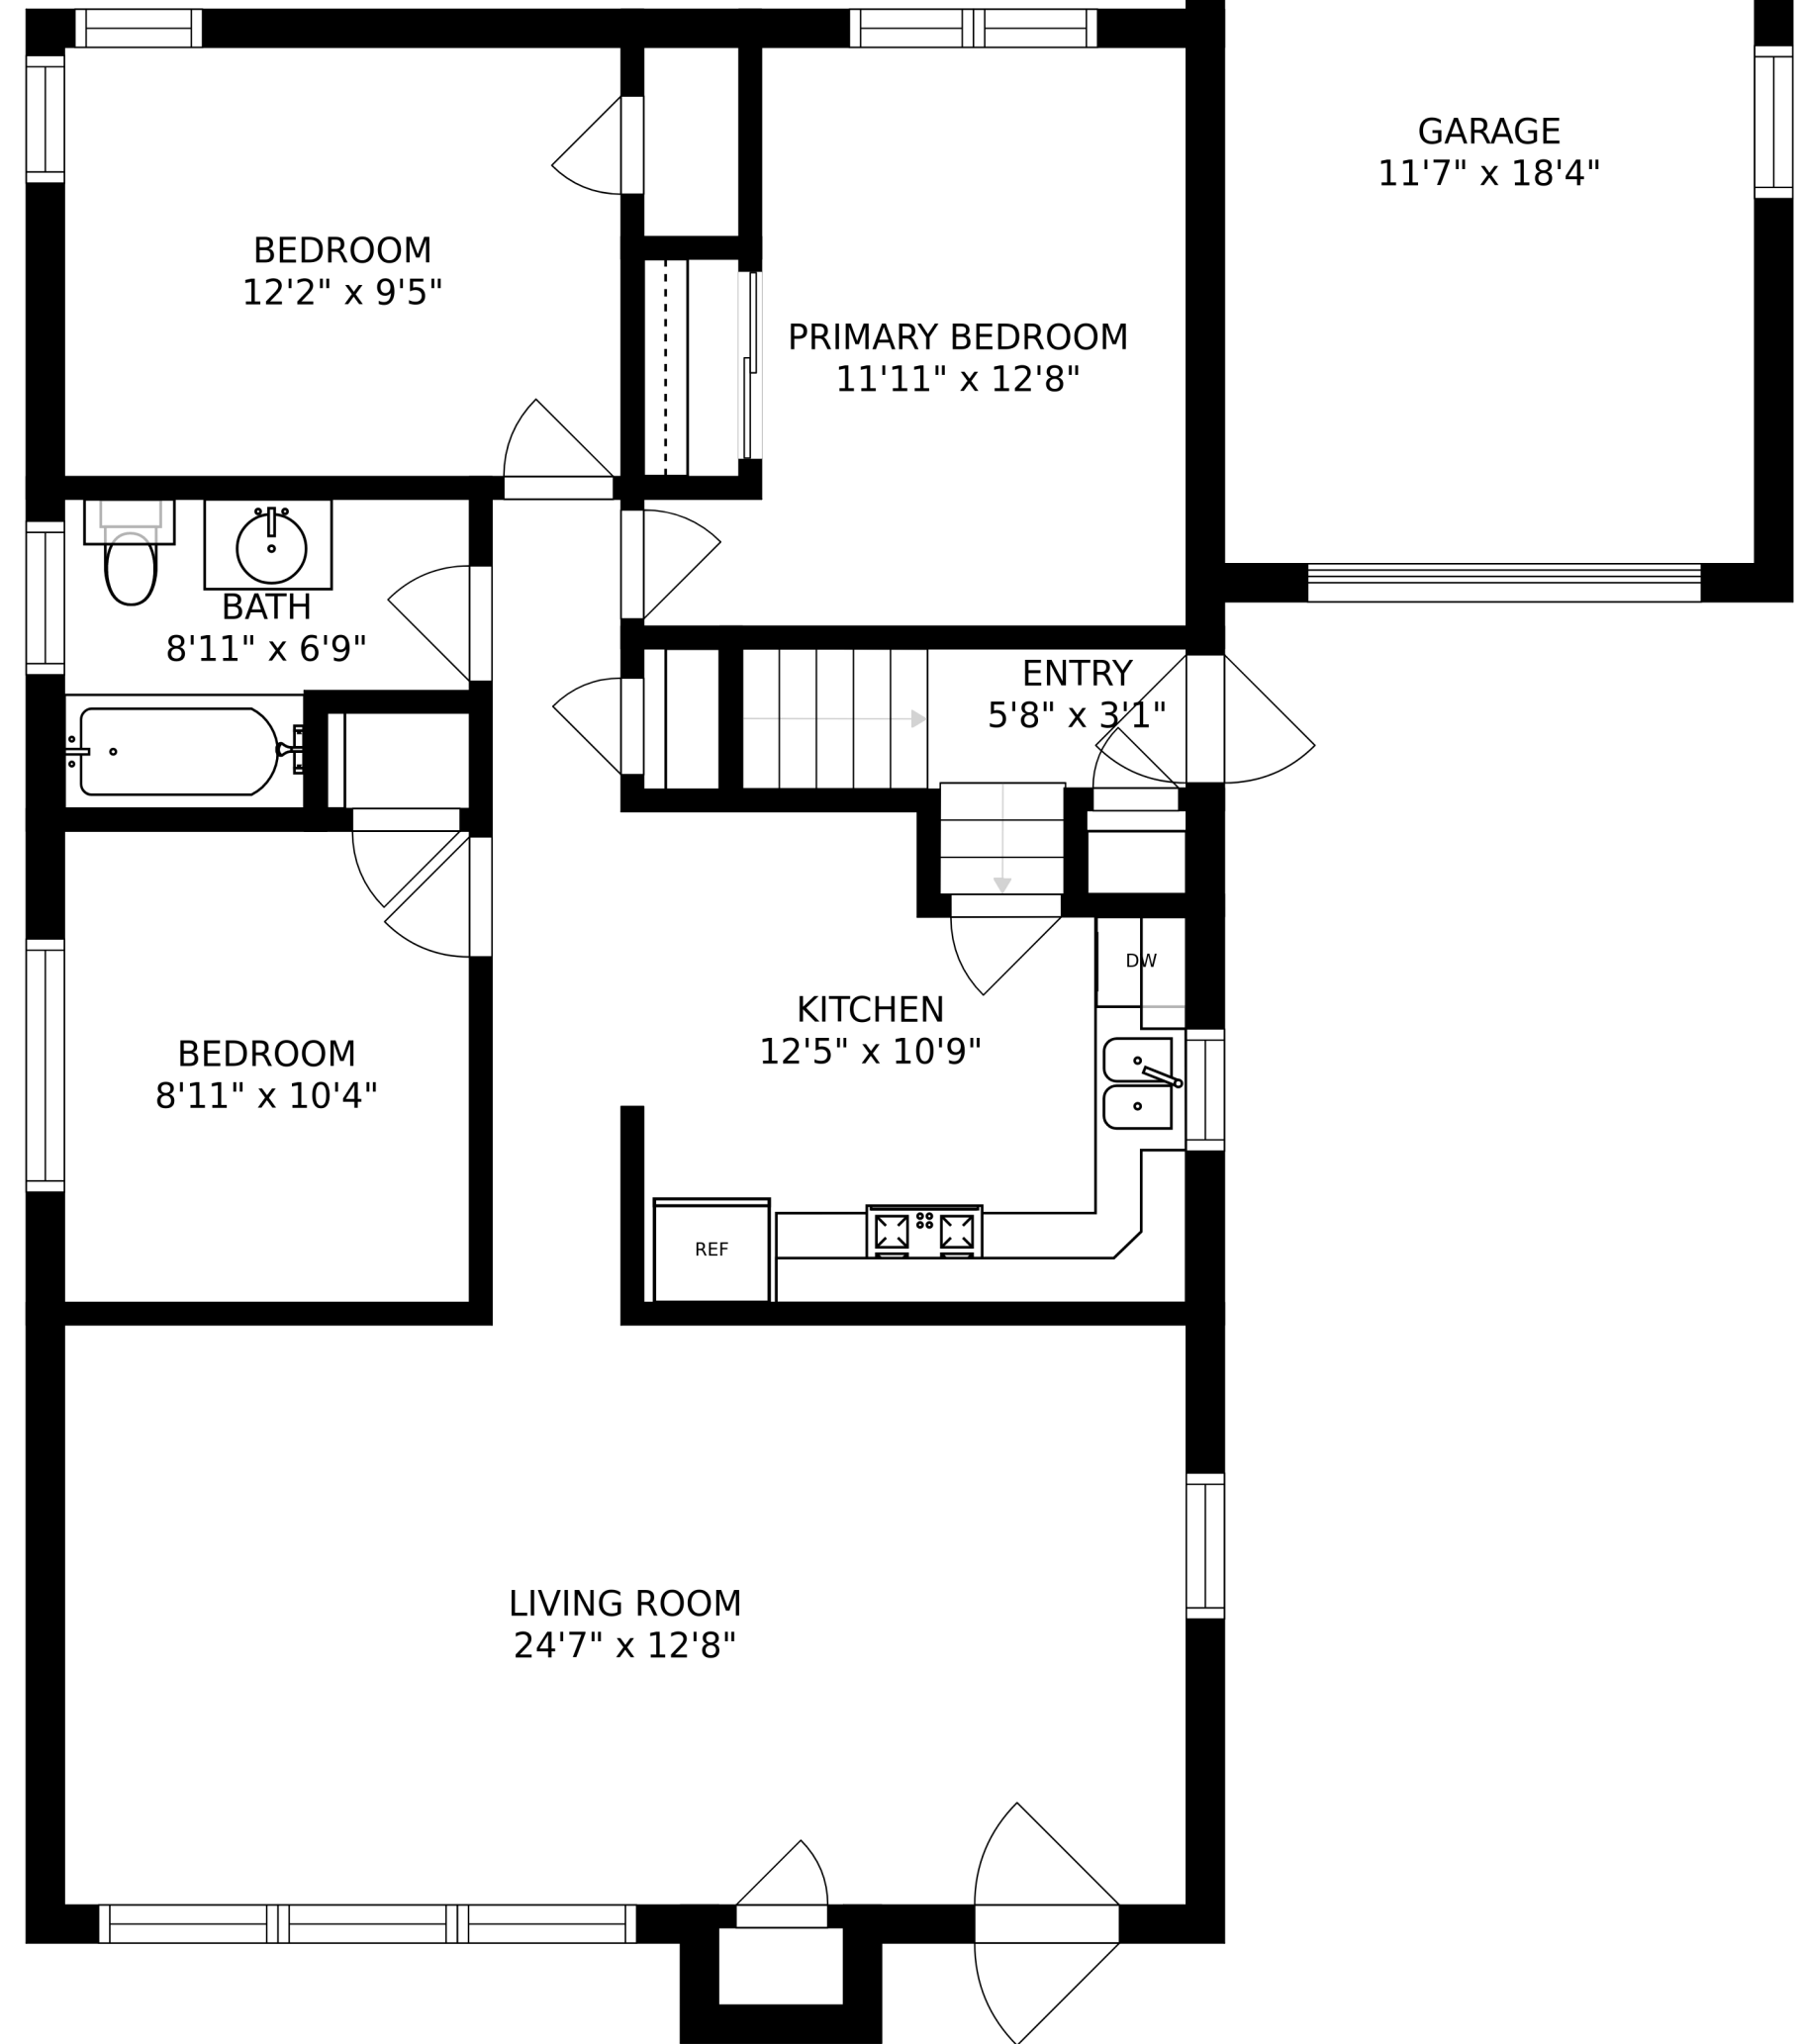 GARAGE
11'7" x 18'4"
BEDROOM
12'2" x 9'5"
PRIMARY BEDROOM
11'11" x 12'8"
BATH
8'11" x 6'9"
ENTRY
5'8" x 3'1"
DW
KITCHEN
12'5" x 10'9"
BEDROOM
8'11" x 10'4"
REF
LIVING ROOM
24'7" x 12'8"